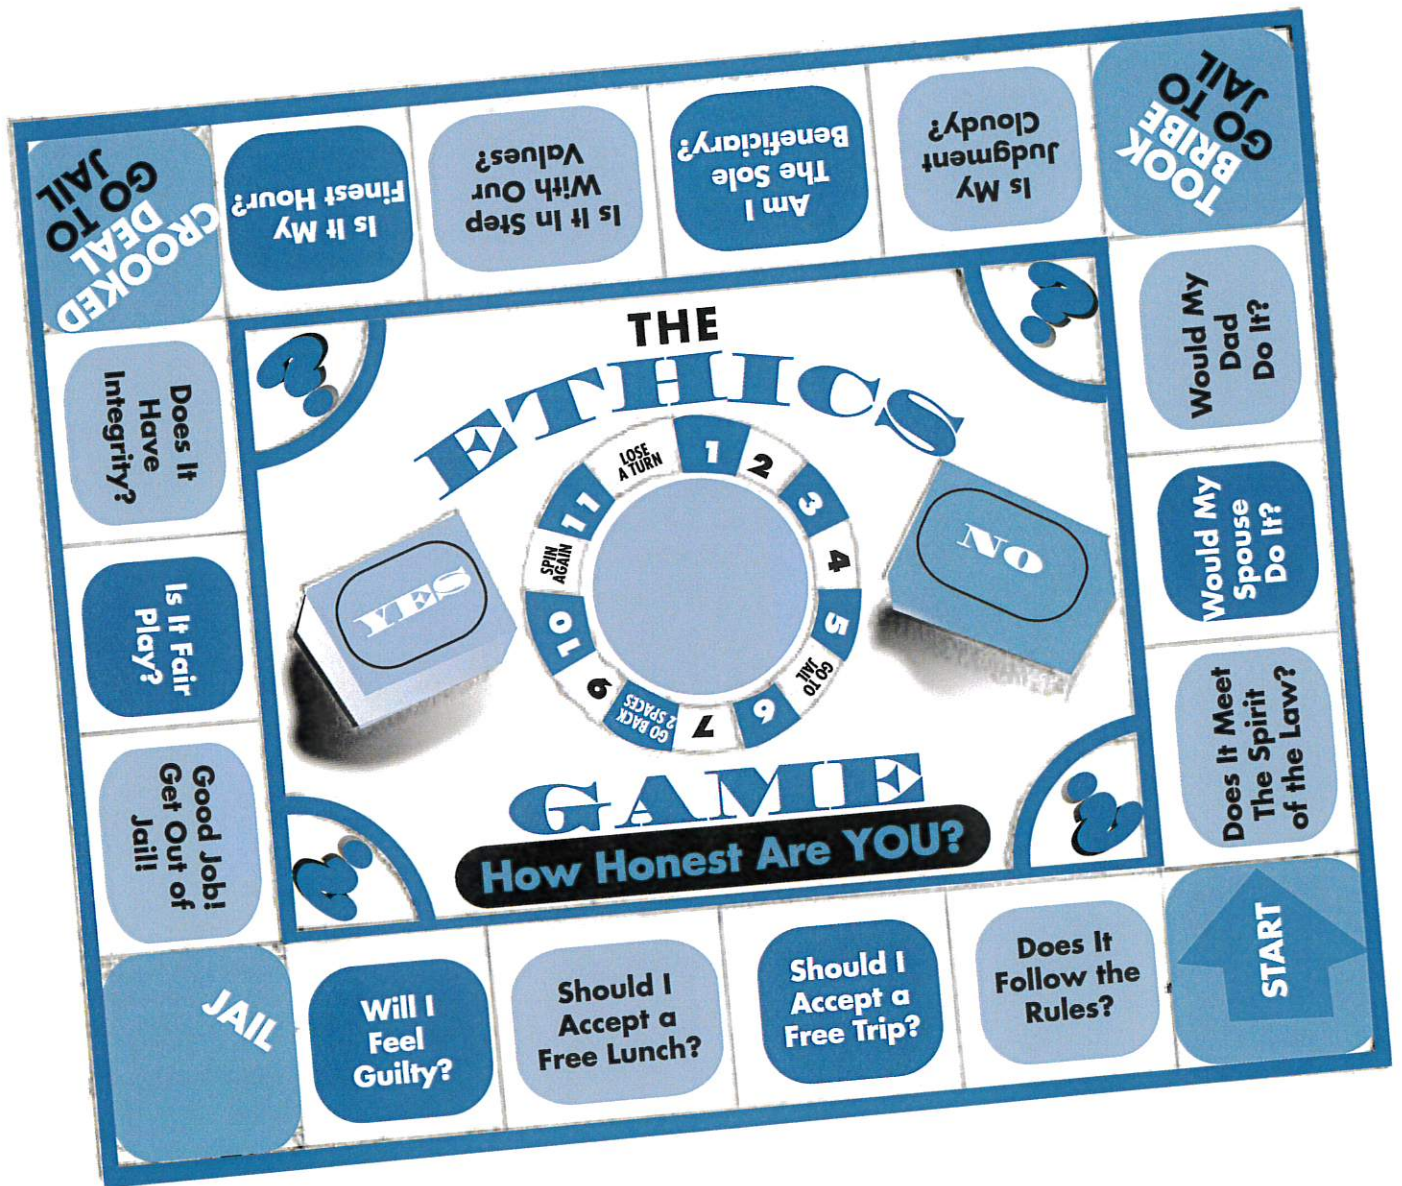 CROOKED
DEAL
GO TO
JAIL
Is It My
Finest Hour?
Is It In Step
With Our
Values?
Am I
The Sole
Beneficiary?
Is My
Judgment
Cloudy?
TOOK
BRIBE
GO TO
JAIL
Would My
Dad
Do It?
Would My
Spouse
Do It?
Does It Meet
The Spirit
of the Law?
START
Does It
Follow the
Rules?
Should I
Accept a
Free Trip?
Should I
Accept a
Free Lunch?
Will I
Feel
Guilty?
JAIL
Good Job!
Get Out of
Jail!
Is It Fair
Play?
Does It
Have
Integrity?
?
?
THE
ETHICS
1
2
3
4
5
GO TO
JAIL
6
7
GO BACK
2 SPACES
9
10
SPIN
AGAIN
11
LOSE
A TURN
YES
NO
GAME
How Honest Are YOU?
?
?